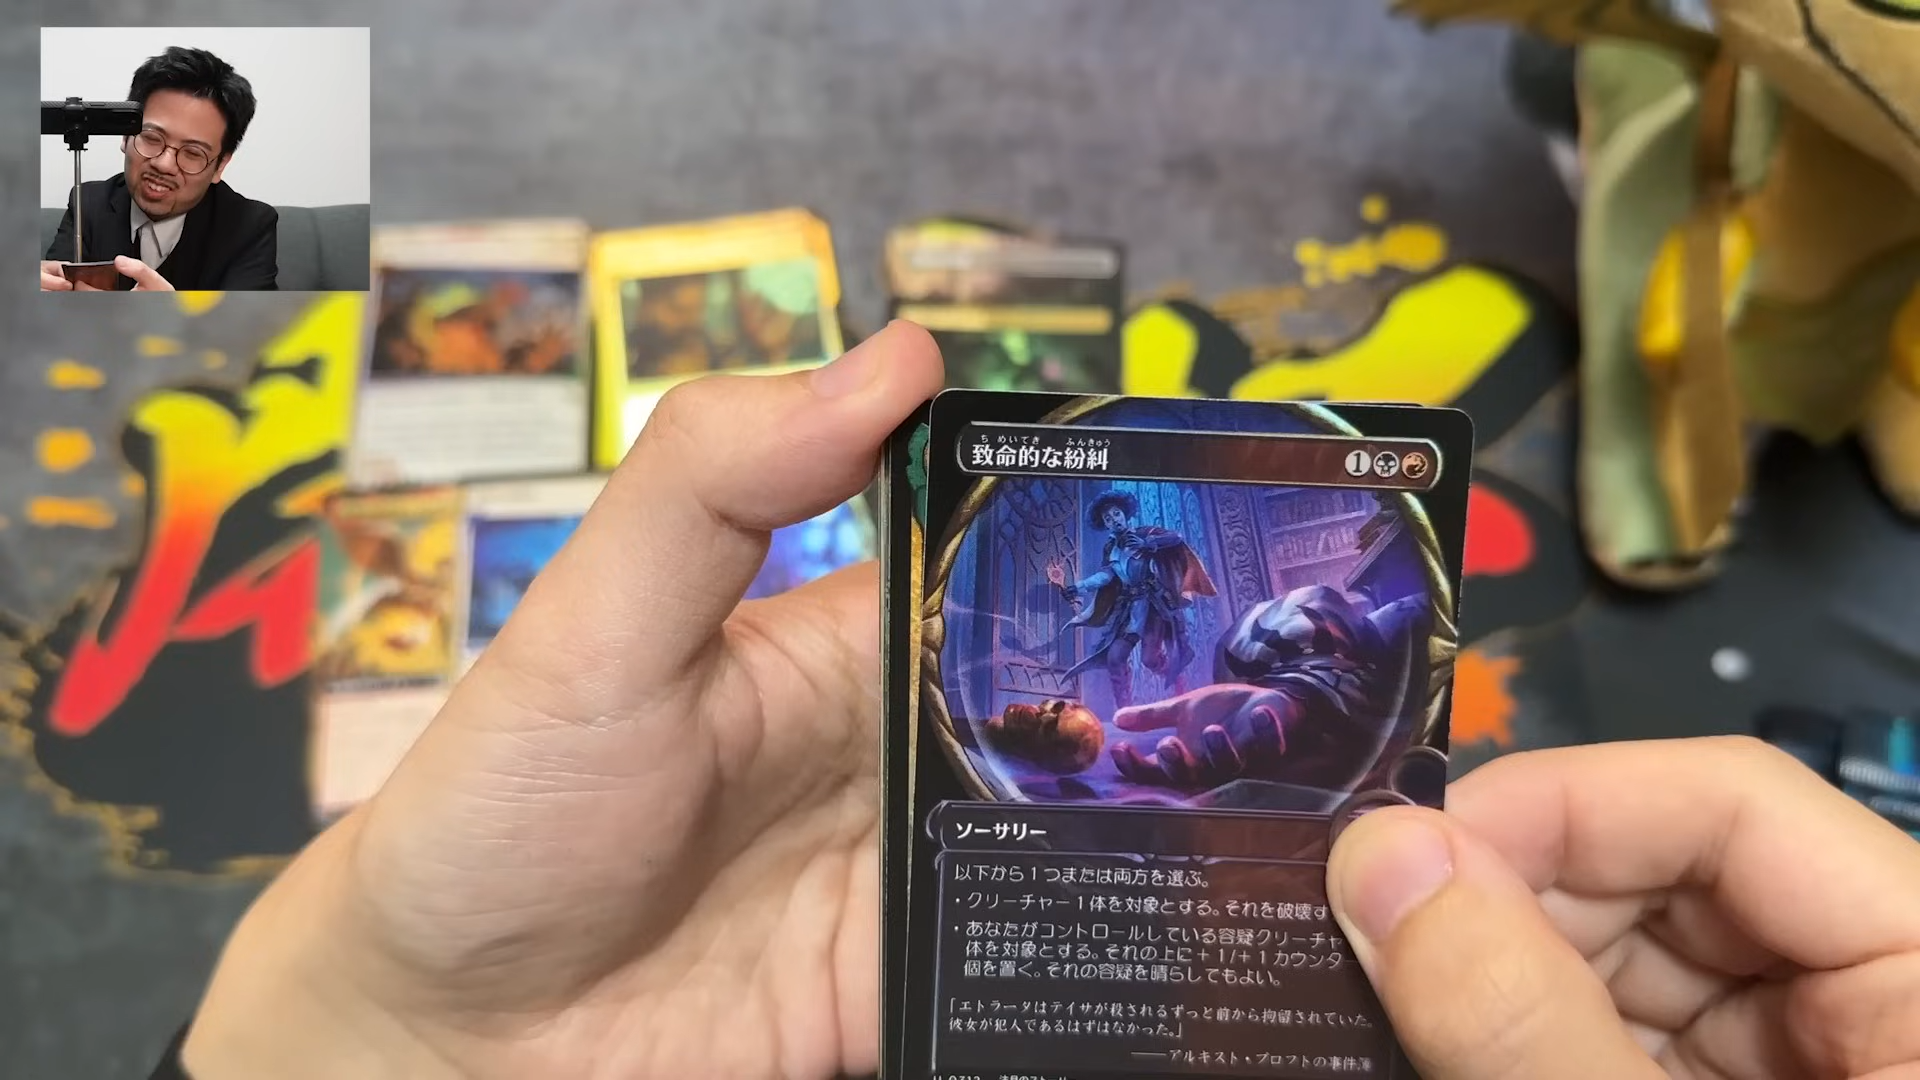 ちめいてき ふんきゅう
致命的な紛糾
1
ソーサリー
以下から1つまたは両方を選ぶ。
・クリーチャー1体を対象とする。それを破壊す
・あなたがコントロールしている容疑クリーチャ
体を対象とする。それの上に+1/+1カウンター
個を置く。それの容疑を晴らしてもよい。
「エトラータはテイサが殺されるずっと前から拘留されていた。
彼女が犯人であるはずはなかった。」
――アルキスト・プロフトの事件簿